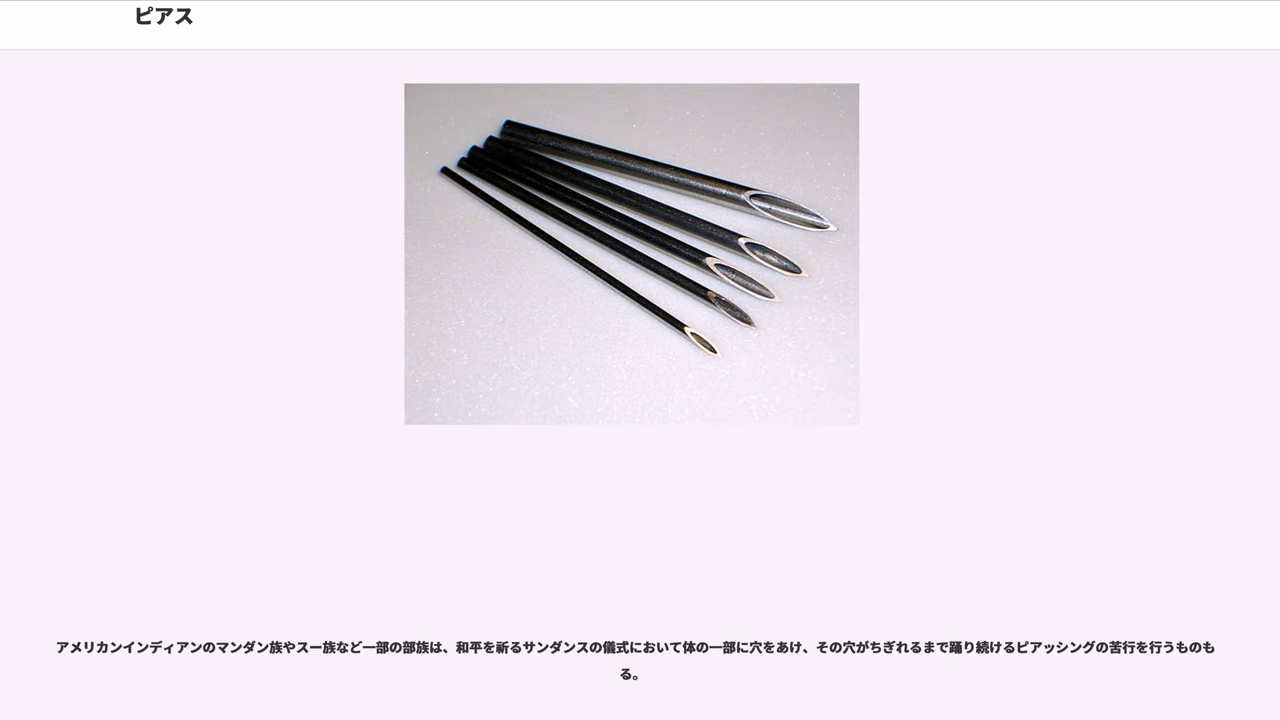 ピアス
アメリカンインディアンのマンダン族やスー族など一部の部族は、和平を祈るサンダンスの儀式において体の一部に穴をあけ、その穴がちぎれるまで踊り続けるピアッシングの苦行を行うものも
る。